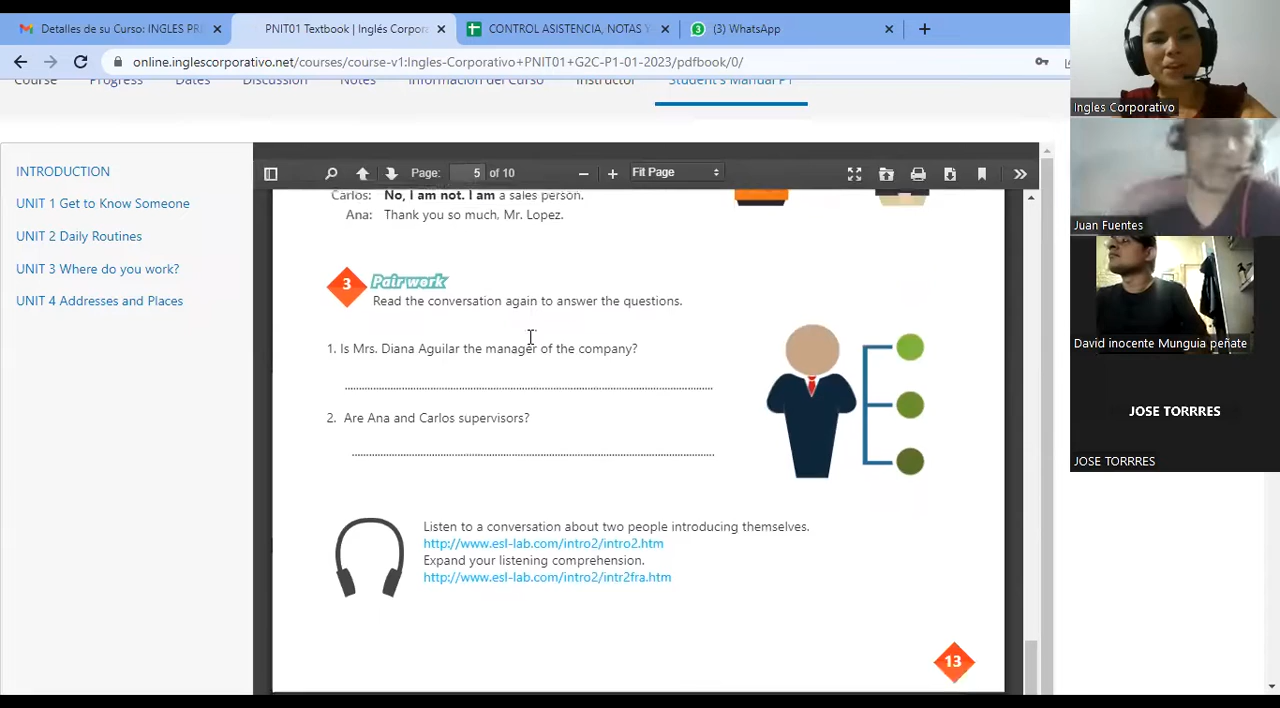 Detalles de su Curso: INGLES PRI
PNIT01 Textbook | Inglés Corpora
CONTROL ASISTENCIA, NOTAS Y
3
(3) WhatsApp
online.inglescorporativo.net/courses/course-v1:Ingles-Corporativo+PNIT01+G2C-P1-01-2023/pdfbook/0/
Course
Progress
Dates
Discussion
Notes
Información del Curso
Instructor
Student's Manual P1
INTRODUCTION
UNIT 1 Get to Know Someone
UNIT 2 Daily Routines
UNIT 3 Where do you work?
UNIT 4 Addresses and Places
Page: 5 of 10
Fit Page
Carlos: No, I am not. I am a sales person.
Ana: Thank you so much, Mr. Lopez.
3 Pair work
Read the conversation again to answer the questions.
1. Is Mrs. Diana Aguilar the manager of the company?
2. Are Ana and Carlos supervisors?
Listen to a conversation about two people introducing themselves.
http://www.esl-lab.com/intro2/intro2.htm
Expand your listening comprehension.
http://www.esl-lab.com/intro2/intr2fra.htm
13
Ingles Corporativo
Juan Fuentes
David inocente Munguia peñate
JOSE TORRRES
JOSE TORRRES